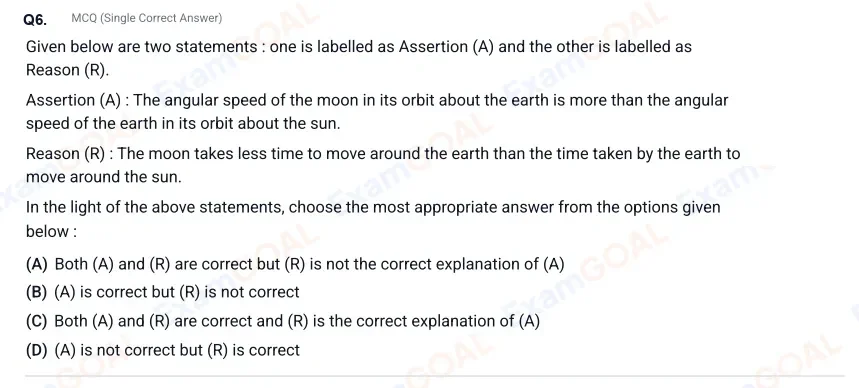 Q6. MCQ (Single Correct Answer)
Given below are two statements : one is labelled as Assertion (A) and the other is labelled as
Reason (R).
Assertion (A) : The angular speed of the moon in its orbit about the earth is more than the angular
speed of the earth in its orbit about the sun.
Reason (R) : The moon takes less time to move around the earth than the time taken by the earth to
move around the sun.
In the light of the above statements, choose the most appropriate answer from the options given
below :
(A) Both (A) and (R) are correct but (R) is not the correct explanation of (A)
(B) (A) is correct but (R) is not correct
(C) Both (A) and (R) are correct and (R) is the correct explanation of (A)
(D) (A) is not correct but (R) is correct
ExamGOAL